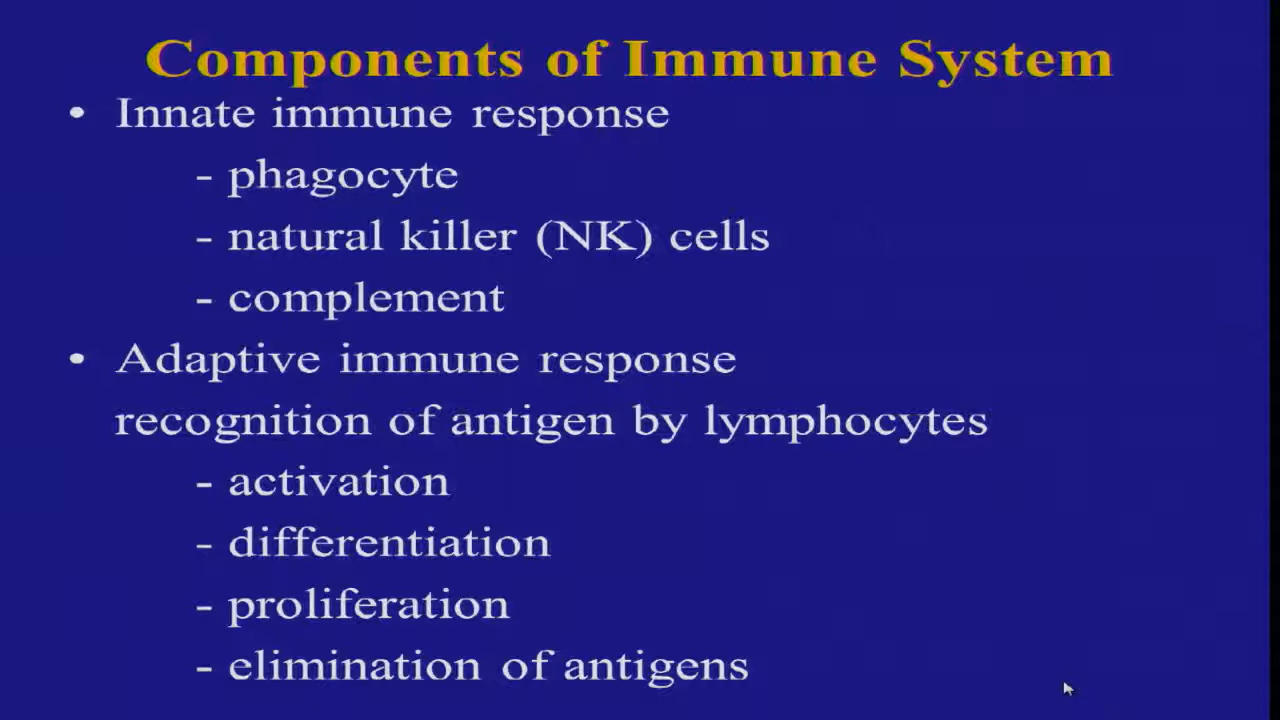 Components of Immune System
• Innate immune response
- phagocyte
- natural killer (NK) cells
- complement
• Adaptive immune response
recognition of antigen by lymphocytes
- activation
- differentiation
- proliferation
- elimination of antigens